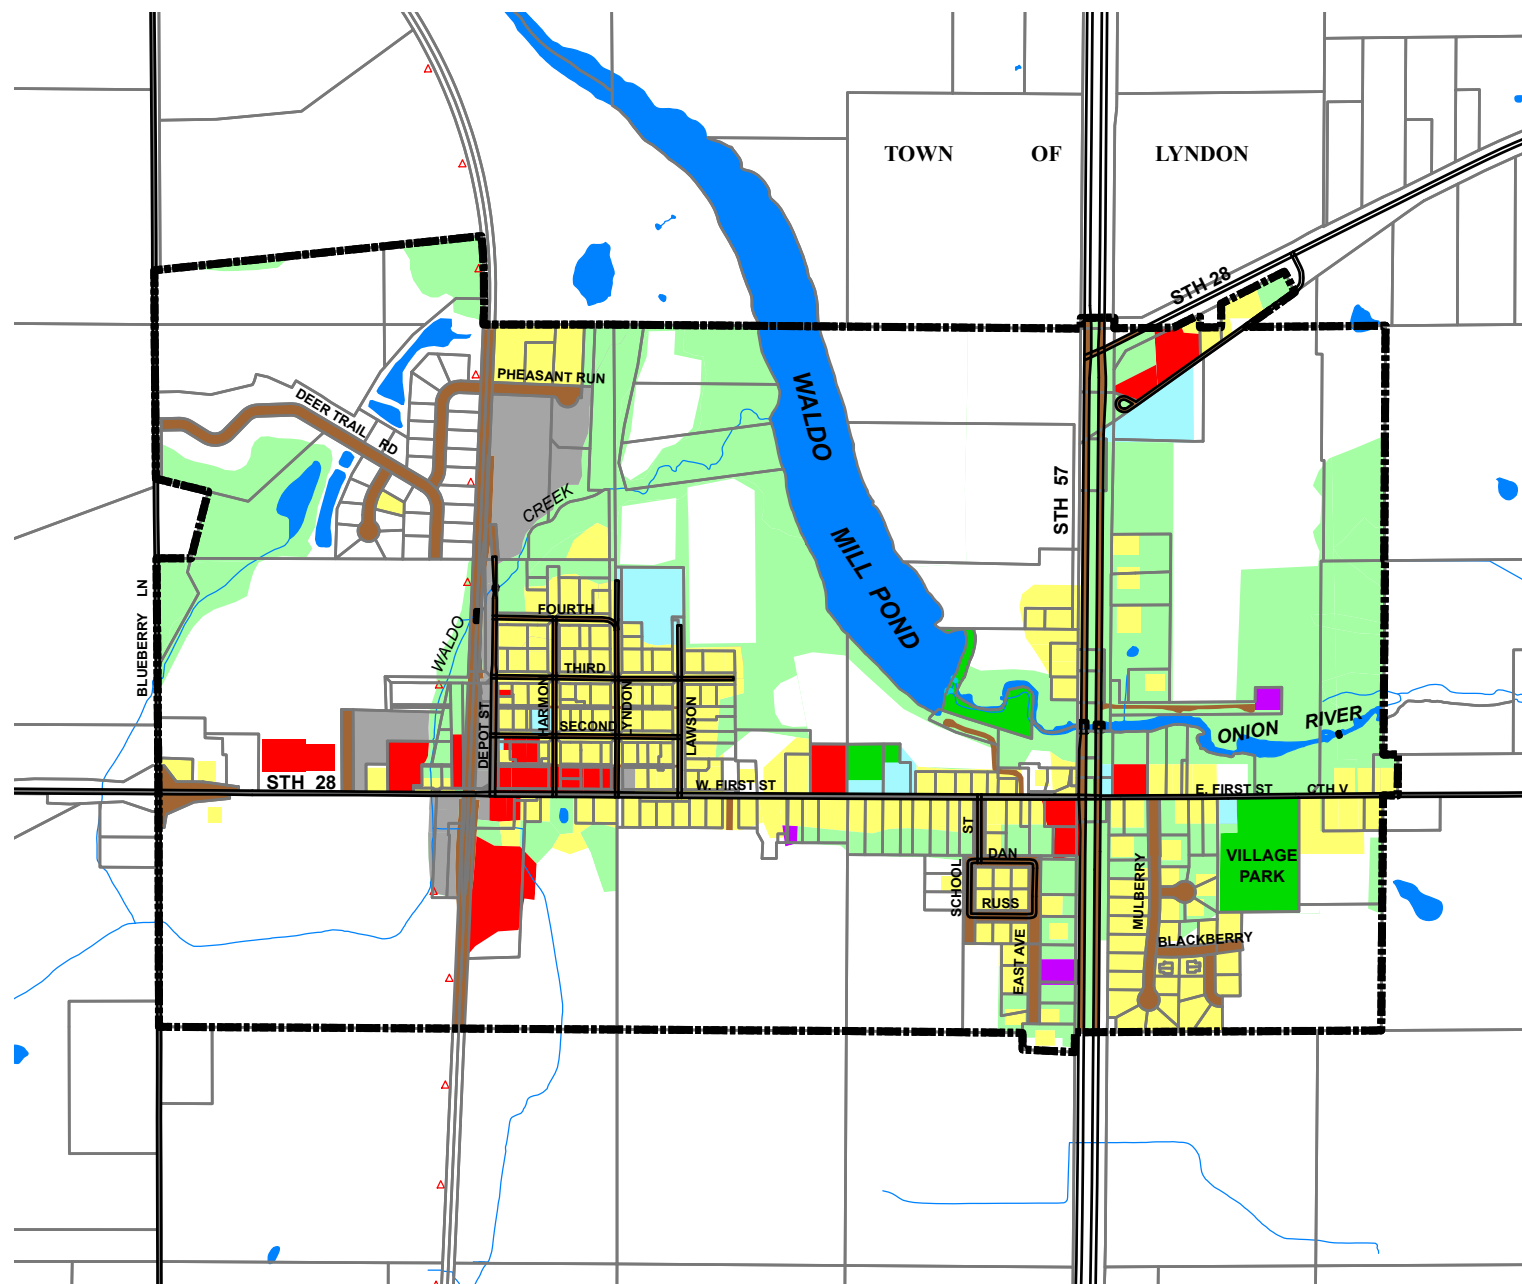 TOWN OF LYNDON
STH 28
PHEASANT RUN
DEER TRAIL RD
WALDO
CREEK
STH 57
MILL POND
BLUEBERRY LN
FOURTH
WALDO
THIRD
HARMON
LYNDON
SECOND
LAWSON
DEPOT ST
ONION RIVER
STH 28
W. FIRST ST
E. FIRST ST
CTH V
SCHOOL ST
DAN
VILLAGE
PARK
MULBERRY
RUSS
BLACKBERRY
EAST AVE